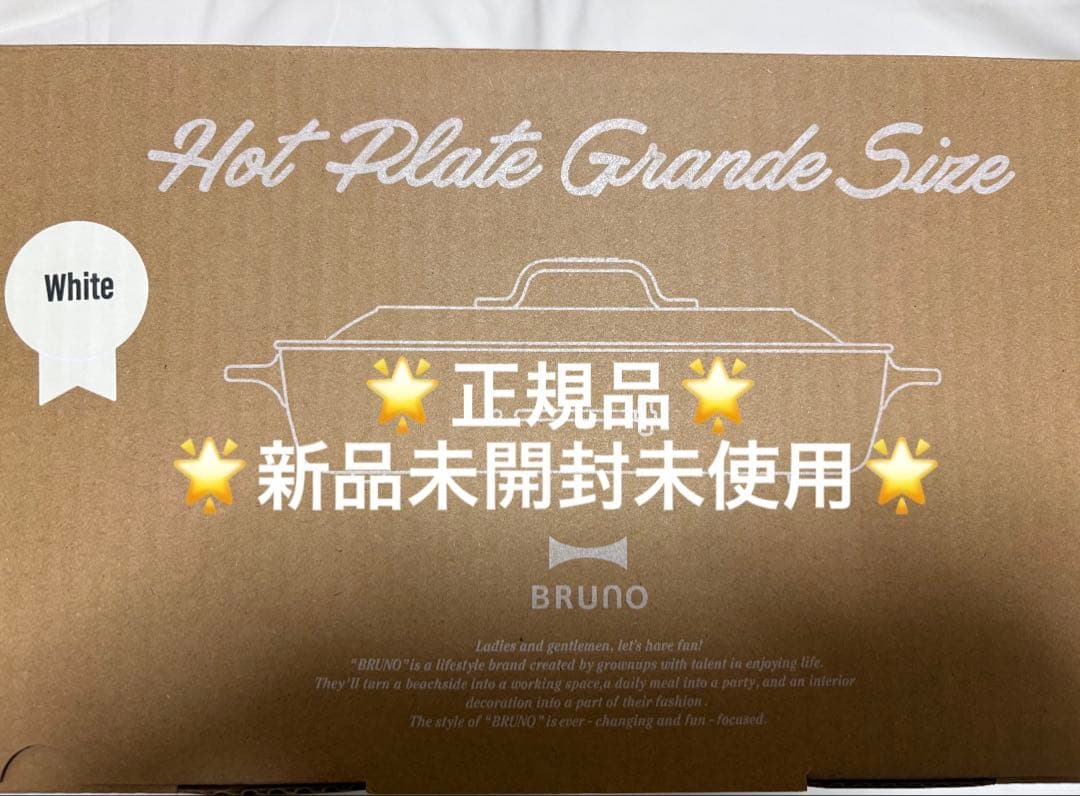 Hot Plate Grande Size
White
🌟正規品🌟
🌟新品未開封未使用🌟
BRUNO
Ladies and gentlemen, let's have fun!
"BRUNO" is a lifestyle brand created by grownups with talent in enjoying life.
They'll turn a beachside into a working space,a daily meal into a party, and an interior
decoration into a part of their fashion.
The style of "BRUNO" is ever - changing and fun - focused.